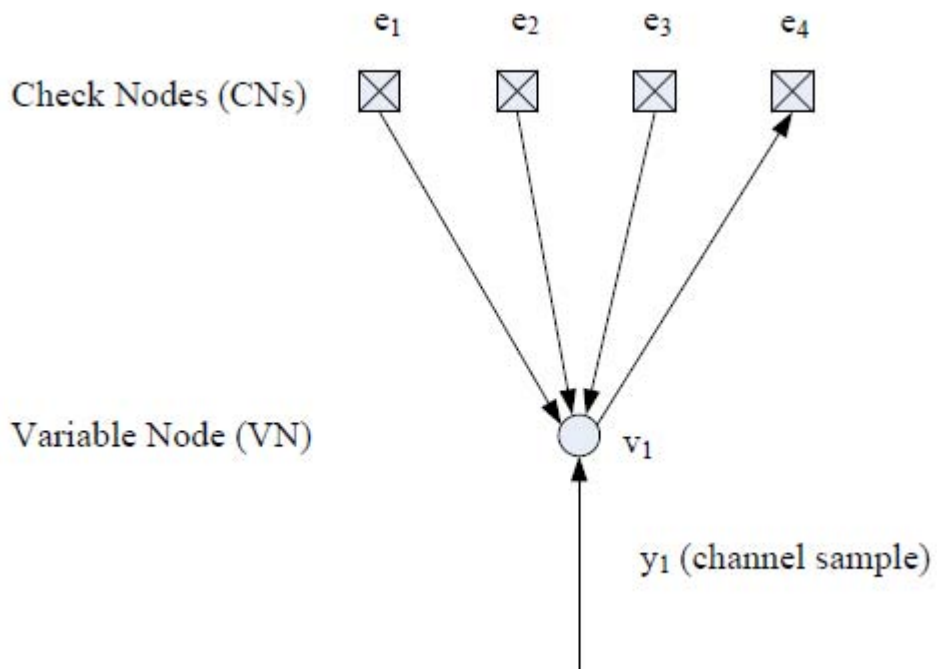 e₁ e₂ e₃ e₄
Check Nodes (CNs)
Variable Node (VN)
v₁
y₁ (channel sample)